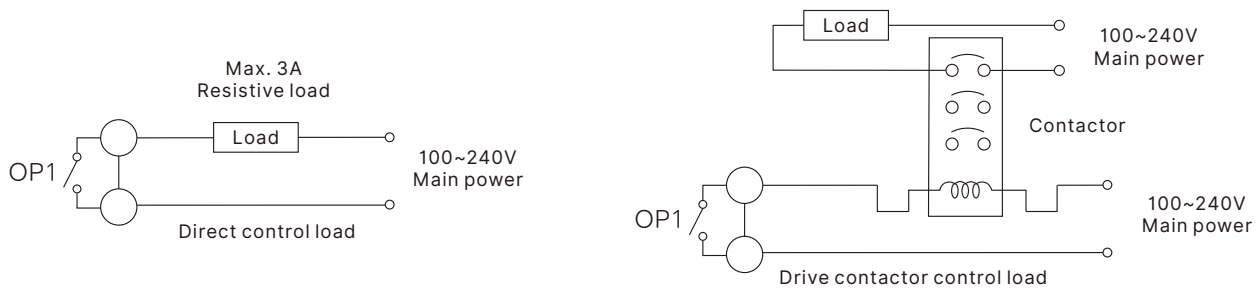 Max. 3A
Resistive load
Load
OP1
100~240V
Main power
Direct control load
Load
100~240V
Main power
Contactor
OP1
100~240V
Main power
Drive contactor control load